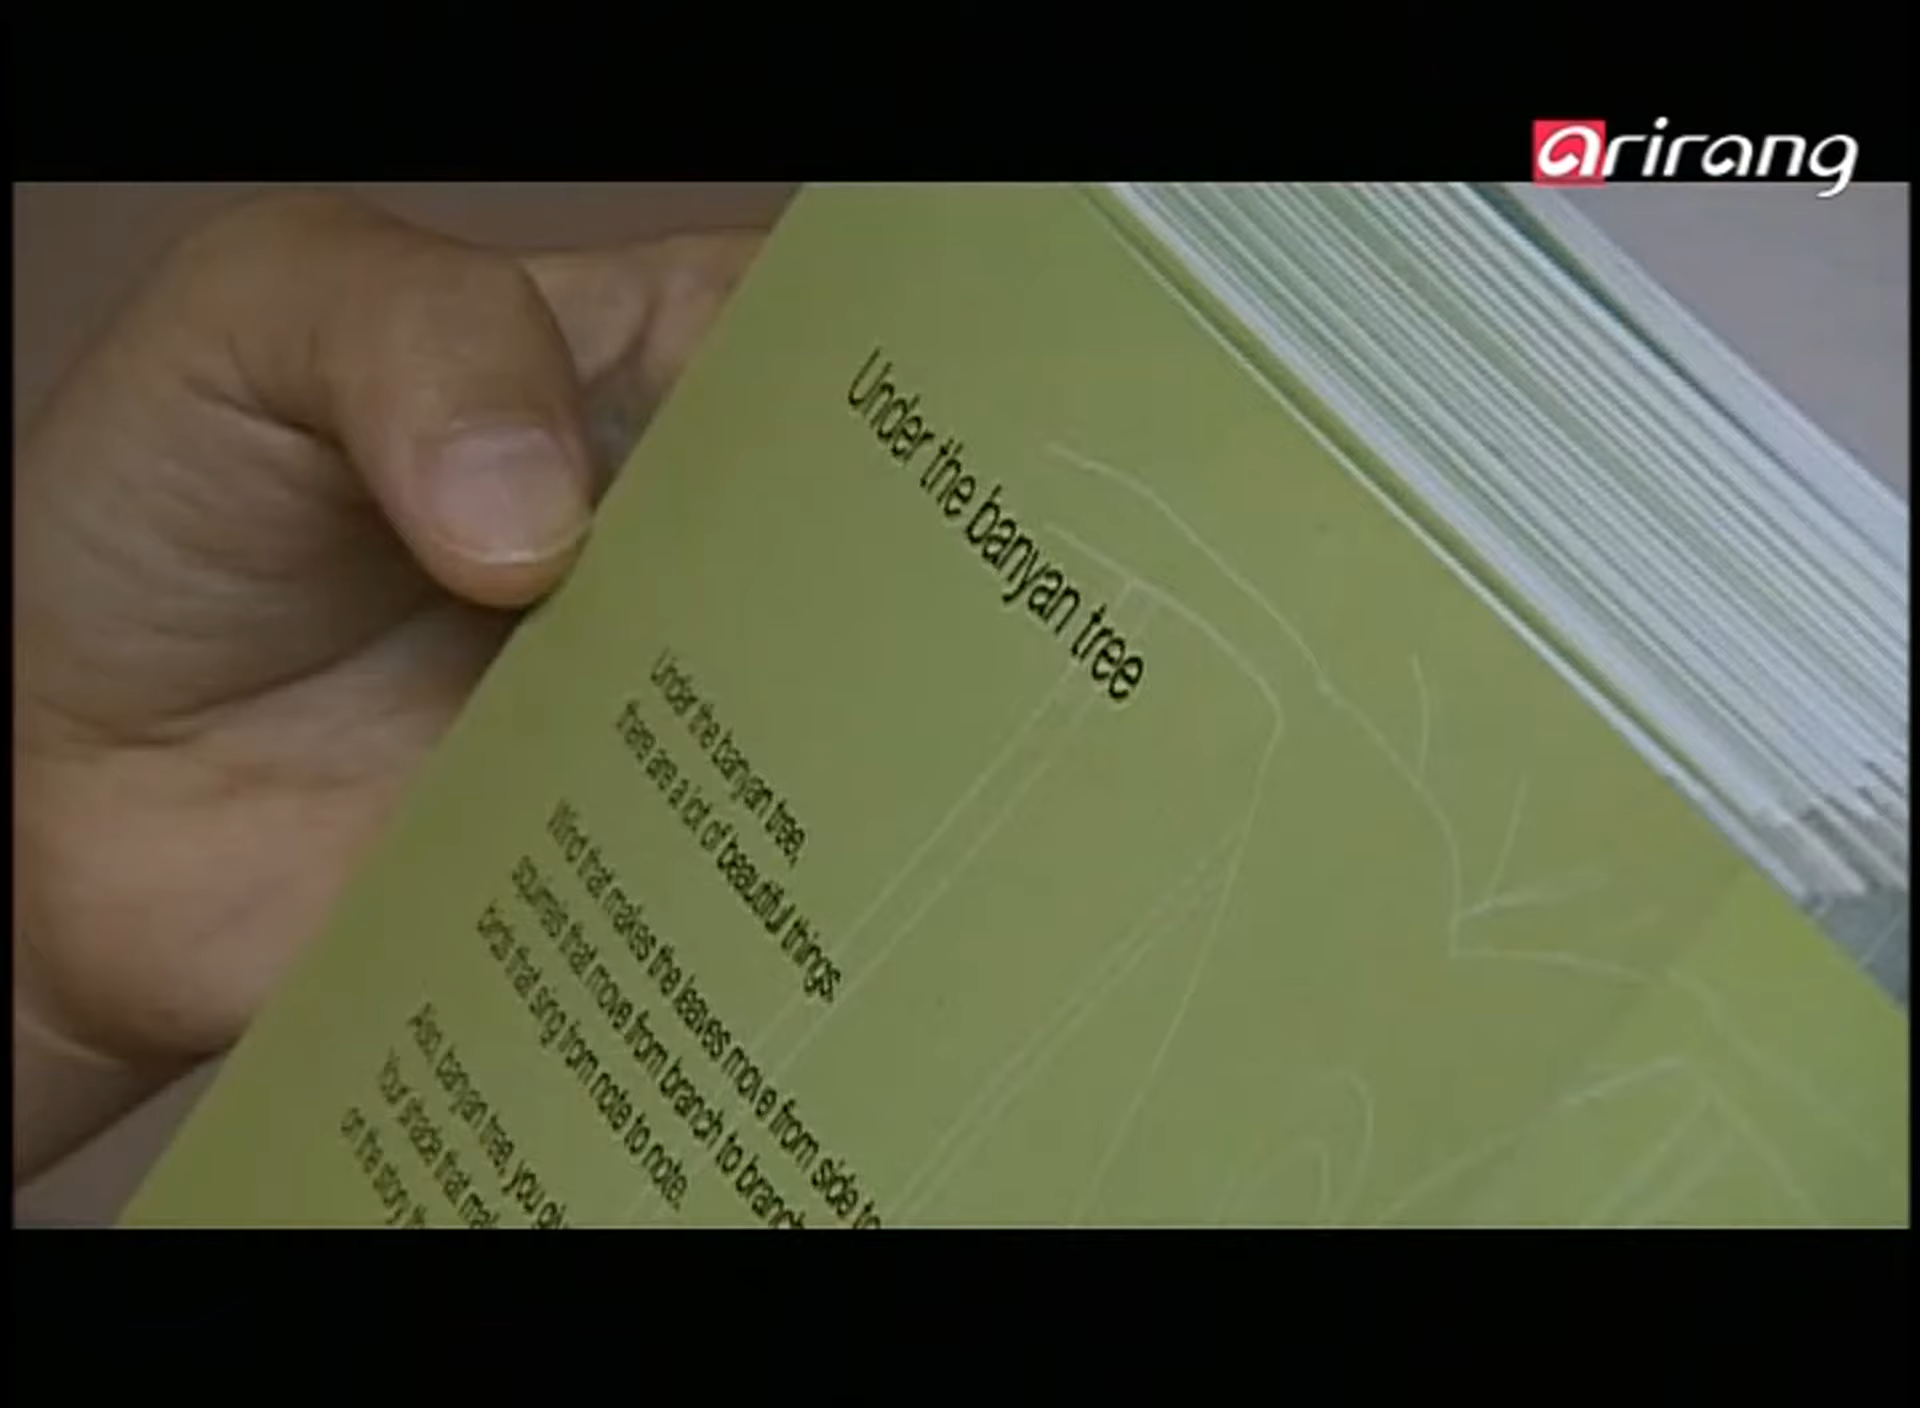 arirang
Under the banyan tree
Under the banyan tree,
there are a lot of beautiful things.
Wind that makes the leaves move from side to
squirrels that move from branch to branch
birds that sing from note to note.
Also, banyan tree, you
Your shade that
on the story